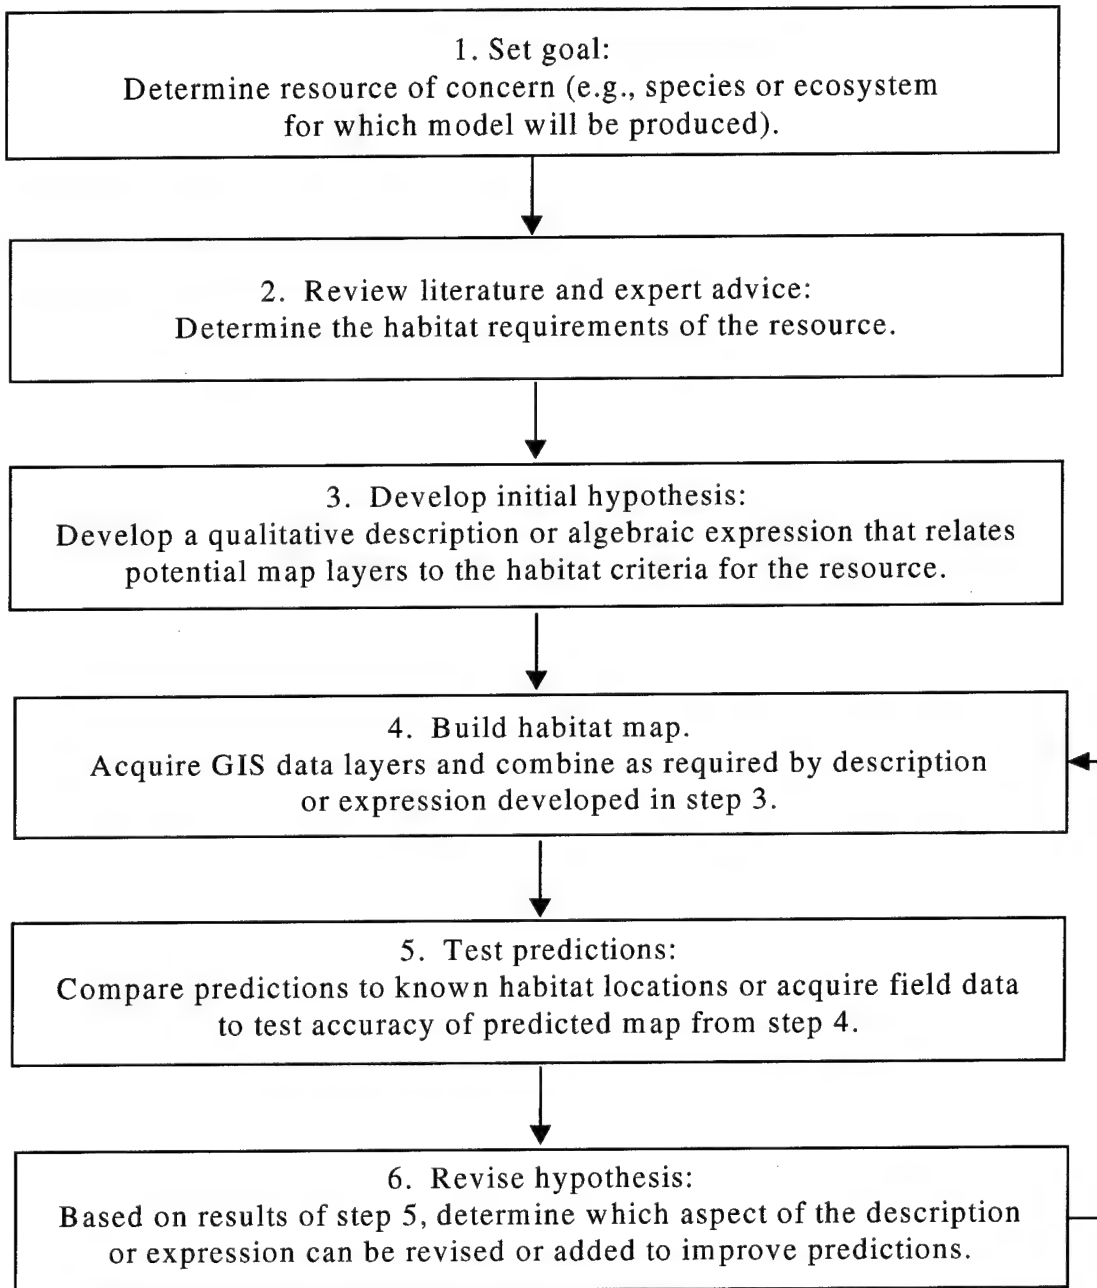 1. Set goal:
Determine resource of concern (e.g., species or ecosystem
for which model will be produced).
2. Review literature and expert advice:
Determine the habitat requirements of the resource.
3. Develop initial hypothesis:
Develop a qualitative description or algebraic expression that relates
potential map layers to the habitat criteria for the resource.
4. Build habitat map.
Acquire GIS data layers and combine as required by description
or expression developed in step 3.
5. Test predictions:
Compare predictions to known habitat locations or acquire field data
to test accuracy of predicted map from step 4.
6. Revise hypothesis:
Based on results of step 5, determine which aspect of the description
or expression can be revised or added to improve predictions.